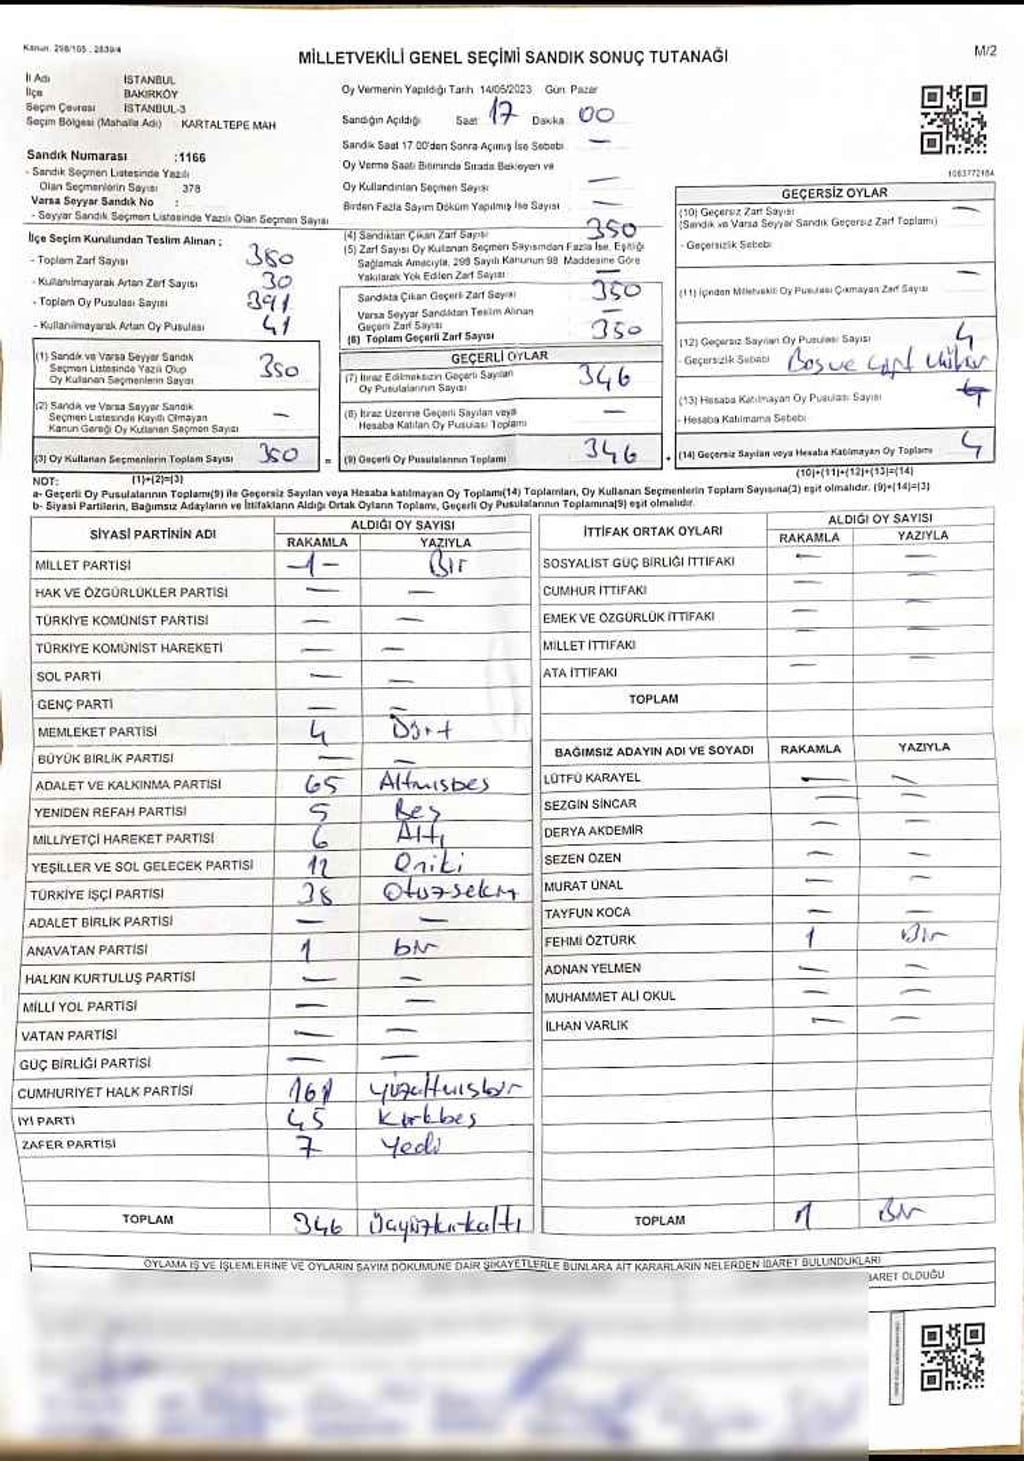 Kanun. 298/105 , 2839/4
MİLLETVEKİLİ GENEL SEÇİMİ SANDIK SONUÇ TUTANAĞI
M/2
İl Adı İSTANBUL
İlçe BAKIRKÖY
Seçim Çevresi İSTANBUL-3
Seçim Bölgesi (Mahalle Adı) KARTALTEPE MAH
Sandık Numarası :1166
- Sandık Seçmen Listesinde Yazılı
Olan Seçmenlerin Sayısı 378
Varsa Seyyar Sandık No :
- Seyyar Sandık Seçmen Listesinde Yazılı Olan Seçmen Sayısı
Oy Vermenin Yapıldığı Tarih 14/05/2023 Gün Pazar
Sandığın Açıldığı Saat 17 Dakika 00
Sandık Saat 17.00'den Sonra Açılmış İse Sebebi —
Oy Verme Saati Bitiminde Sırada Bekleyen ve
Oy Kullandırılan Seçmen Sayısı —
Birden Fazla Sayım Döküm Yapılmış İse Sayısı —
1063772164
İlçe Seçim Kurulundan Teslim Alınan ;
- Toplam Zarf Sayısı 380
- Kullanılmayarak Artan Zarf Sayısı 30
- Toplam Oy Pusulası Sayısı 391
- Kullanılmayarak Artan Oy Pusulası 41
(1) Sandık ve Varsa Seyyar Sandık
Seçmen Listesinde Yazılı Olup
Oy Kullanan Seçmenlerin Sayısı 350
(2) Sandık ve Varsa Seyyar Sandık
Seçmen Listesinde Kayıtlı Olmayan
Kanun Gereği Oy Kullanan Seçmen Sayısı —
(3) Oy Kullanan Seçmenlerin Toplam Sayısı 350
(1)+(2)=(3)
(4) Sandıktan Çıkan Zarf Sayısı 350
(5) Zarf Sayısı Oy Kullanan Seçmen Sayısından Fazla İse, Eşitliği
Sağlamak Amacıyla, 298 Sayılı Kanunun 98 Maddesine Göre
Yakılarak Yok Edilen Zarf Sayısı —
Sandıkta Çıkan Geçerli Zarf Sayısı 350
Varsa Seyyar Sandıktan Teslim Alınan
Geçerli Zarf Sayısı —
(6) Toplam Geçerli Zarf Sayısı 350
GEÇERLİ OYLAR
(7) İtiraz Edilmeksizin Geçerli Sayılan
Oy Pusulalarının Sayısı 346
(8) İtiraz Üzerine Geçerli Sayılan veya
Hesaba Katılan Oy Pusulası Toplamı —
= (9) Geçerli Oy Pusulalarının Toplamı 346
GEÇERSİZ OYLAR
(10) Geçersiz Zarf Sayısı —
(Sandık ve Varsa Seyyar Sandık Geçersiz Zarf Toplamı)
- Geçersizlik Sebebi
(11) İçinden Milletvekili Oy Pusulası Çıkmayan Zarf Sayısı —
(12) Geçersiz Sayılan Oy Pusulası Sayısı 4
- Geçersizlik Sebebi Boş ve çift mühür
(13) Hesaba Katılmayan Oy Pusulası Sayısı
- Hesaba Katılmama Sebebi
+ (14) Geçersiz Sayılan veya Hesaba Katılmayan Oy Toplamı 4
(10)+(11)+(12)+(13)=(14)
NOT:
a- Geçerli Oy Pusulalarının Toplamı(9) ile Geçersiz Sayılan veya Hesaba katılmayan Oy Toplamı(14) Toplamları, Oy Kullanan Seçmenlerin Toplam Sayısına(3) eşit olmalıdır. (9)+(14)=(3)
b- Siyasi Partilerin, Bağımsız Adayların ve İttifakların Aldığı Ortak Oyların Toplamı, Geçerli Oy Pusulalarının Toplamına(9) eşit olmalıdır.
SİYASİ PARTİNİN ADI ALDIĞI OY SAYISI
RAKAMLA YAZIYLA
MİLLET PARTİSİ -1- Bir
HAK VE ÖZGÜRLÜKLER PARTİSİ — —
TÜRKİYE KOMÜNİST PARTİSİ — —
TÜRKİYE KOMÜNİST HAREKETİ — —
SOL PARTİ — —
GENÇ PARTİ — —
MEMLEKET PARTİSİ 4 Dört
BÜYÜK BİRLİK PARTİSİ — —
ADALET VE KALKINMA PARTİSİ 65 Altmışbeş
YENİDEN REFAH PARTİSİ 5 Beş
MİLLİYETÇİ HAREKET PARTİSİ 6 Altı
YEŞİLLER VE SOL GELECEK PARTİSİ 12 Oniki
TÜRKİYE İŞÇİ PARTİSİ 38 Otuzsekiz
ADALET BİRLİK PARTİSİ — —
ANAVATAN PARTİSİ 1 bir
HALKIN KURTULUŞ PARTİSİ — —
MİLLİ YOL PARTİSİ — —
VATAN PARTİSİ — —
GÜÇ BİRLİĞİ PARTİSİ — —
CUMHURİYET HALK PARTİSİ 161 yüzaltmışbir
İYİ PARTİ 45 Kırkbeş
ZAFER PARTİSİ 7 Yedi
TOPLAM 346 Üçyüzkırkaltı
İTTİFAK ORTAK OYLARI ALDIĞI OY SAYISI
RAKAMLA YAZIYLA
SOSYALİST GÜÇ BİRLİĞİ İTTİFAKI — —
CUMHUR İTTİFAKI — —
EMEK VE ÖZGÜRLÜK İTTİFAKI — —
MİLLET İTTİFAKI — —
ATA İTTİFAKI — —
TOPLAM
BAĞIMSIZ ADAYIN ADI VE SOYADI RAKAMLA YAZIYLA
LÜTFÜ KARAYEL — —
SEZGİN SİNCAR — —
DERYA AKDEMİR — —
SEZEN ÖZEN — —
MURAT ÜNAL — —
TAYFUN KOCA — —
FEHMİ ÖZTÜRK 1 Bir
ADNAN YELMEN — —
MUHAMMET ALİ OKUL — —
İLHAN VARLIK — —
TOPLAM 1 Bir
OYLAMA İŞ VE İŞLEMLERİNE VE OYLARIN SAYIM DÖKÜMÜNE DAİR ŞİKAYETLERLE BUNLARA AİT KARARLARIN NELERDEN İBARET BULUNDUKLARI
BARET OLDUĞU